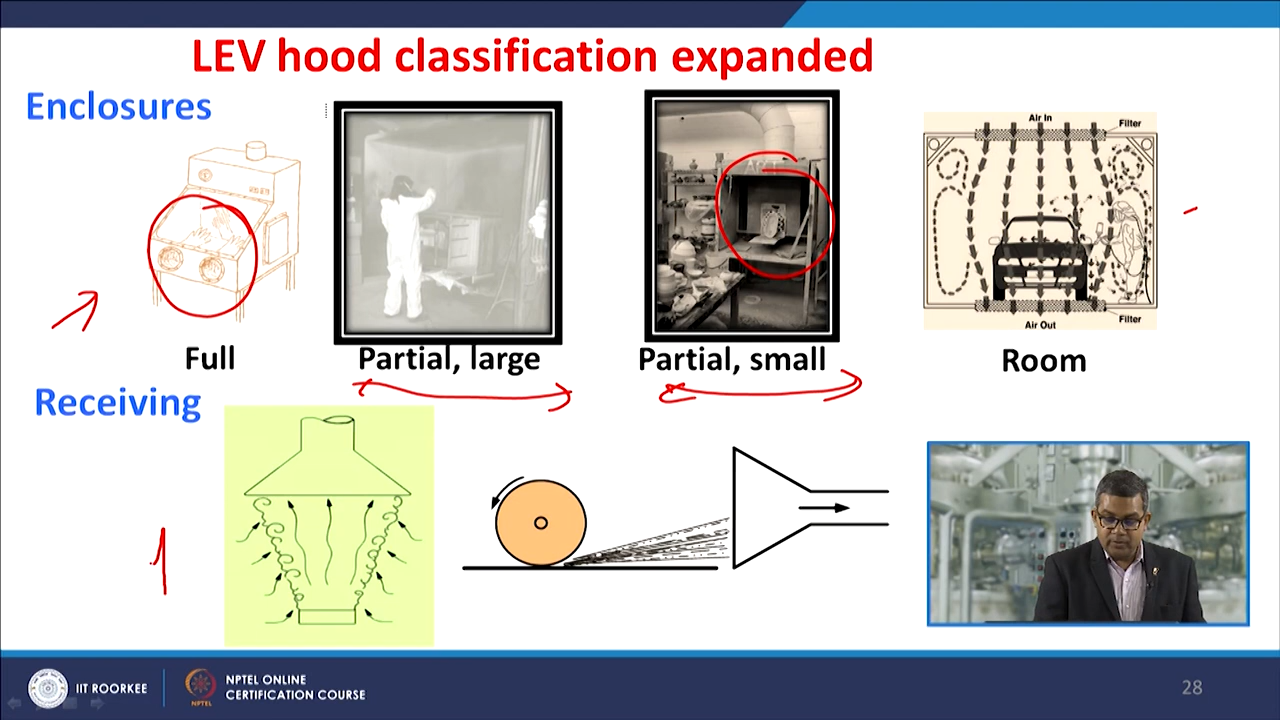 LEV hood classification expanded
Enclosures
Air In
Filter
Air Out
Filter
Full
Partial, large
Partial, small
Room
Receiving
IIT ROORKEE
NPTEL
NPTEL ONLINE
CERTIFICATION COURSE
28